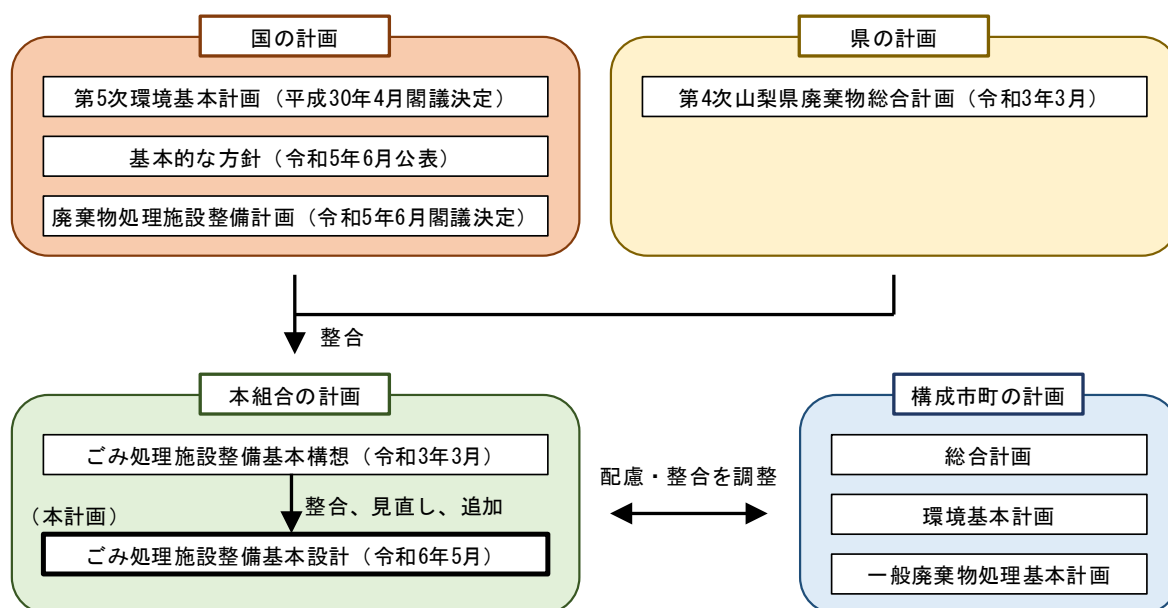 国の計画
第5次環境基本計画（平成30年4月閣議決定）
基本的な方針（令和5年6月公表）
廃棄物処理施設整備計画（令和5年6月閣議決定）
県の計画
第4次山梨県廃棄物総合計画（令和3年3月）
整合
本組合の計画
ごみ処理施設整備基本構想（令和3年3月）
整合、見直し、追加
（本計画）
ごみ処理施設整備基本設計（令和6年5月）
配慮・整合を調整
構成市町の計画
総合計画
環境基本計画
一般廃棄物処理基本計画